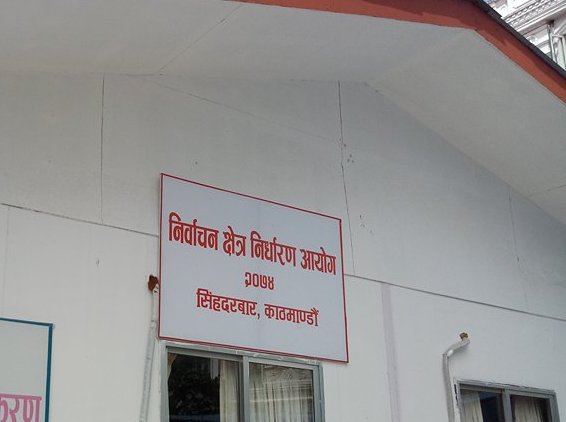 निर्वाचन क्षेत्र निर्धारण आयोग
२०७४
सिंहदरबार, काठमाण्डौं